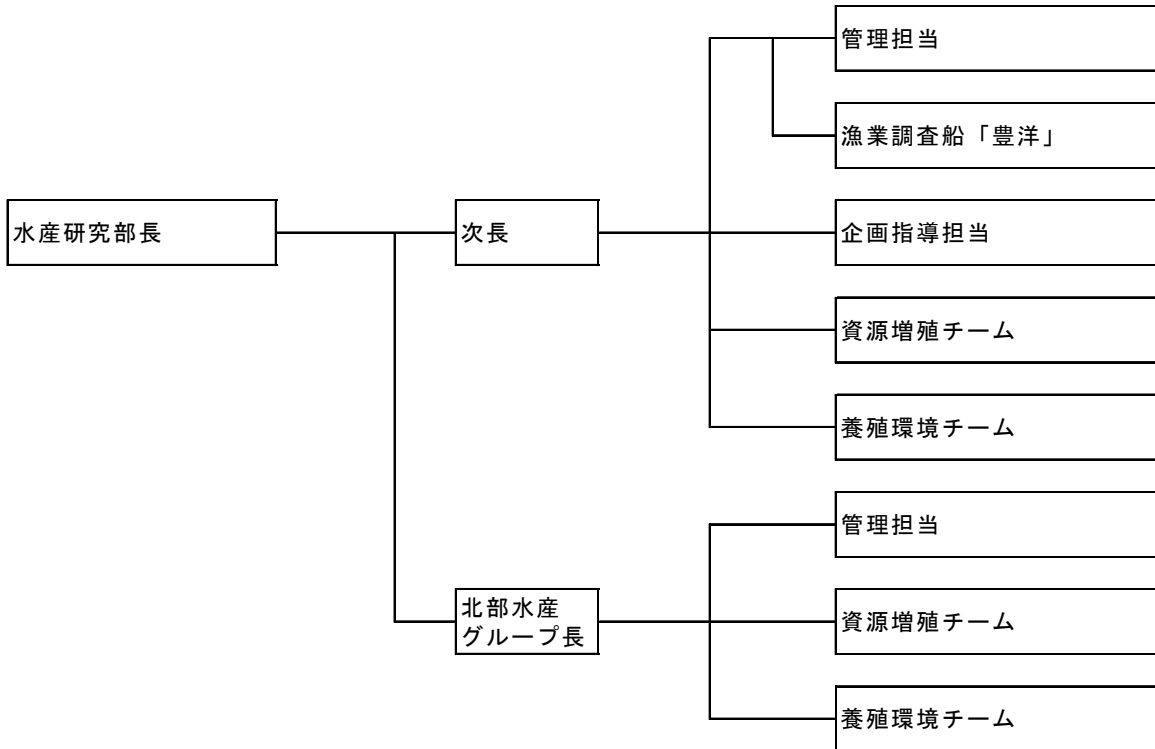 管理担当
漁業調査船「豊洋」
水産研究部長
次長
企画指導担当
資源増殖チーム
養殖環境チーム
管理担当
北部水産
グループ長
資源増殖チーム
養殖環境チーム